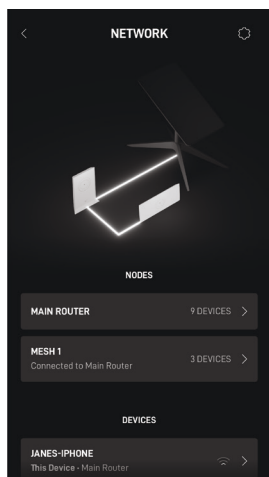 NETWORK
NODES
MAIN ROUTER 9 DEVICES
MESH 1
Connected to Main Router
3 DEVICES
DEVICES
JANES-IPHONE
This Device • Main Router